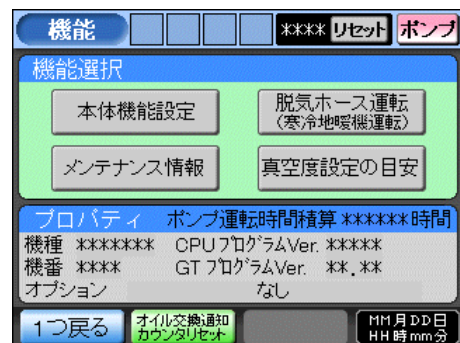 機能 **** リセット ポンプ
機能選択
本体機能設定 脱気ホース運転
(寒冷地暖機運転)
メンテナンス情報 真空度設定の目安
プロパティ ポンプ運転時間積算 ******時間
機種 ******* CPUプログラムVer. *****
機番 **** GTプログラムVer. **.**
オプション なし
1つ戻る オイル交換通知 MM月DD日
カウンタリセット HH時mm分